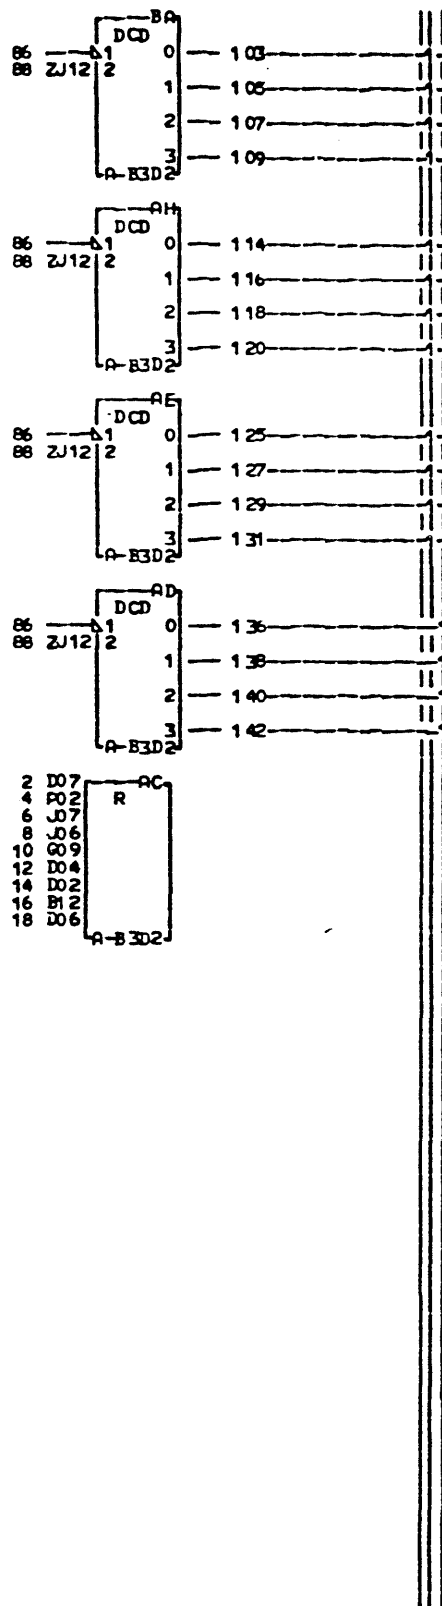 BA
DCD
86 1 0 103
88 ZJ12 2
1 105
2 107
3 109
A-B3D2
AH
DCD
86 1 0 114
88 ZJ12 2
1 116
2 118
3 120
A-B3D2
AE
DCD
86 1 0 125
88 ZJ12 2
1 127
2 129
3 131
A-B3D2
AD
DCD
86 1 0 136
88 ZJ12 2
1 138
2 140
3 142
A-B3D2
2 D07 AC
4 P02 R
6 J07
8 J06
10 G09
12 D04
14 D02
16 B12
18 D06
A-B3D2